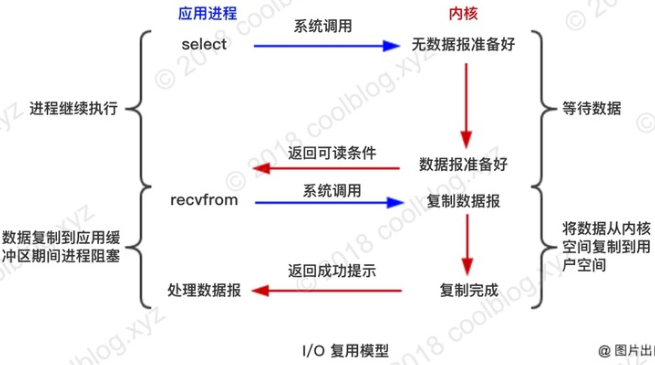 应用进程 内核
select 系统调用 无数据报准备好
进程继续执行 等待数据
返回可读条件 数据报准备好
recvfrom 系统调用 复制数据报
数据复制到应用缓
冲区期间进程阻塞
将数据从内核
空间复制到用
户空间
处理数据报 返回成功提示 复制完成
I/O 复用模型
@ 图片出
© 2018 coolblog.xyz
© 2018 coolblog.xyz
© 2018 coolblog.xyz